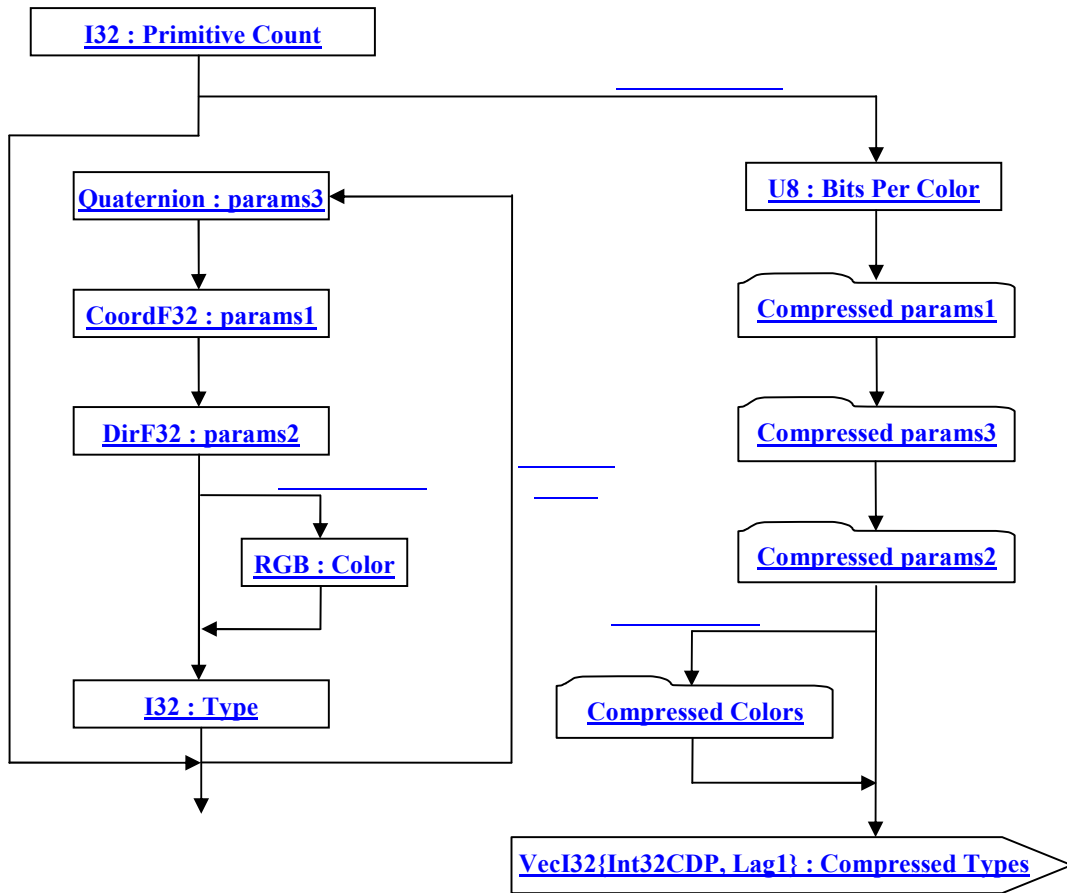 I32 : Primitive Count
Quaternion : params3
U8 : Bits Per Color
CoordF32 : params1
Compressed params1
DirF32 : params2
Compressed params3
RGB : Color
Compressed params2
I32 : Type
Compressed Colors
VecI32{Int32CDP, Lag1} : Compressed Types